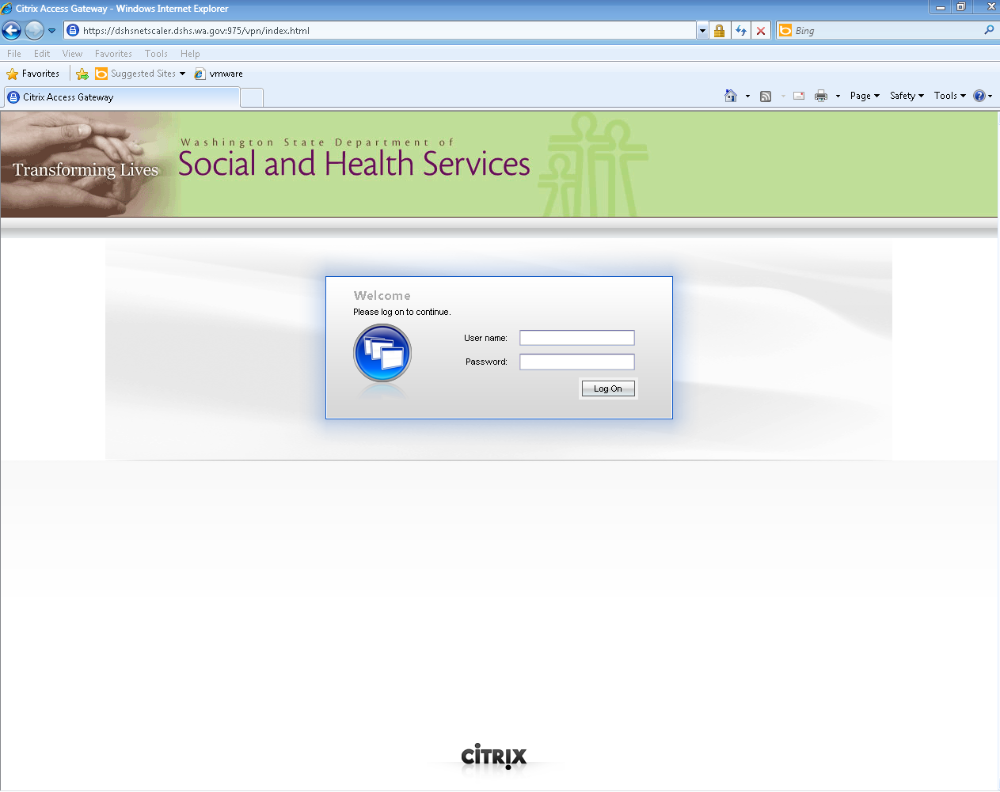 Citrix Access Gateway - Windows Internet Explorer
https://dshsnetscaler.dshs.wa.gov:975/vpn/index.html
Bing
File Edit View Favorites Tools Help
Favorites Suggested Sites vmware
Citrix Access Gateway
Page Safety Tools
Washington State Department of
Transforming Lives Social and Health Services
Welcome
Please log on to continue.
User name:
Password:
Log On
CITRIX